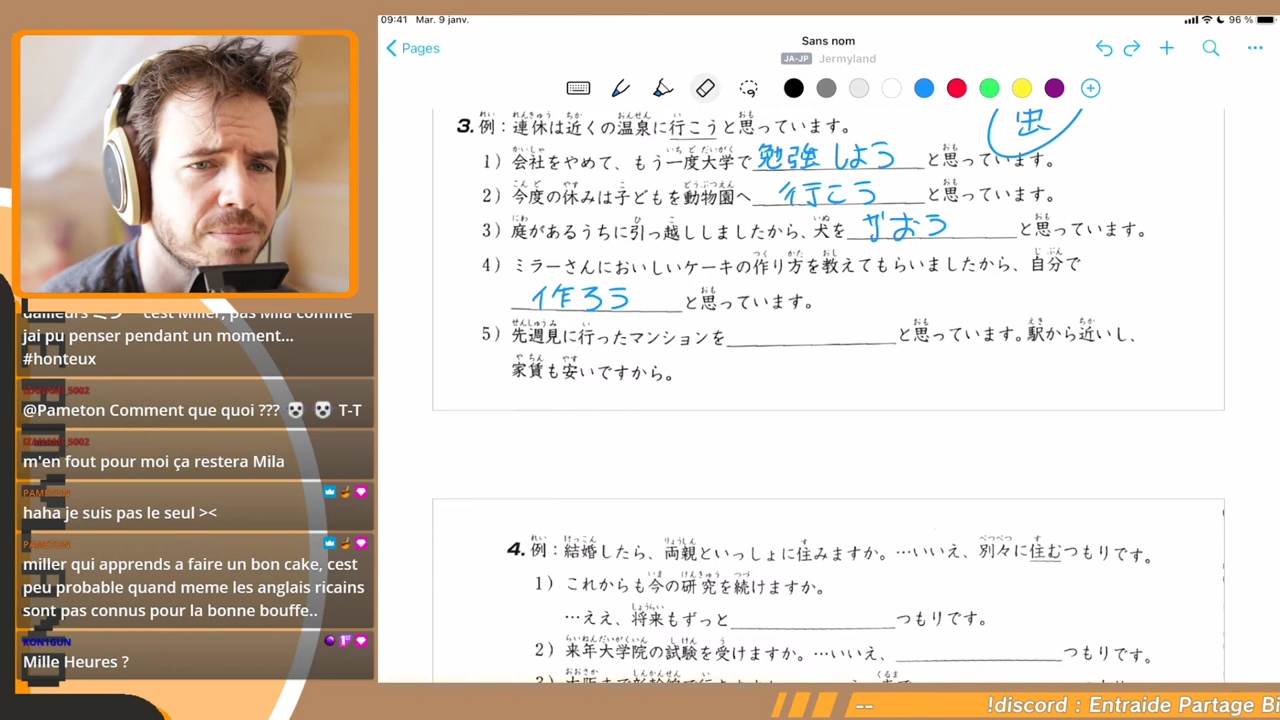 09:41 Mar. 9 janv.
96 %
Pages
Sans nom
JA-JP Jermyland
出
3. 例：連休は近くの温泉に行こうと思っています。
1）会社をやめて、もう一度大学で勉強しようと思っています。
2）今度の休みは子どもを動物園へ行こうと思っています。
3）庭があるうちに引っ越ししましたから、犬を がおう と思っています。
4）ミラーさんにおいしいケーキの作り方を教えてもらいましたから、自分で
作ろうと思っています。
5）先週見に行ったマンションを と思っています。駅から近いし、
家賃も安いですから。
4. 例：結婚したら、両親といっしょに住みますか。…いいえ、別々に住むつもりです。
1）これからも今の研究を続けますか。
…ええ、将来もずっと つもりです。
2）来年大学院の試験を受けますか。…いいえ、 つもりです。
c'est Miller, pas Mila comme
jai pu penser pendant un moment...
#honteux
@Pameton Comment que quoi ??? T-T
m'en fout pour moi ça restera Mila
PAMETON
haha je suis pas le seul ><
PAMETON
miller qui apprends a faire un bon cake, cest
peu probable quand meme les anglais ricains
sont pas connus pour la bonne bouffe..
KON1GUN
Mille Heures ?
-- !discord : Entraide Partage Bi